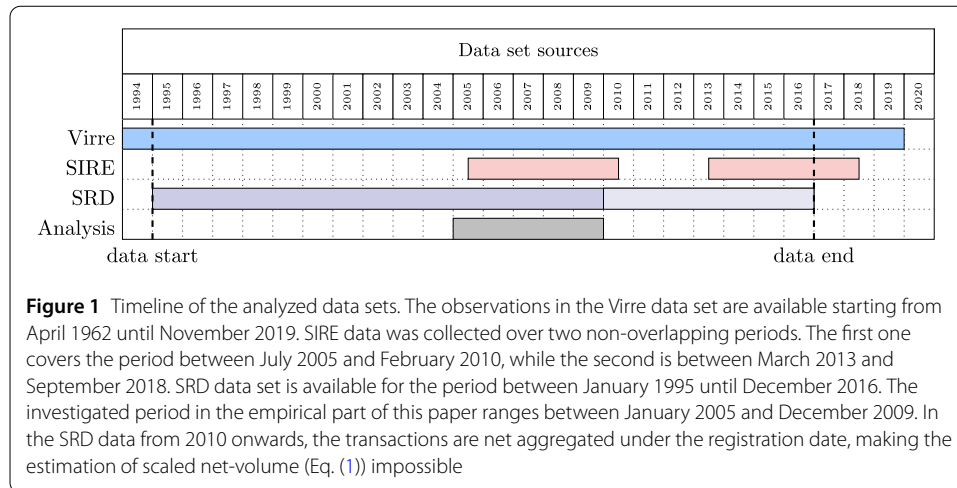 Data set sources
1994 1995 1996 1997 1998 1999 2000 2001 2002 2003 2004 2005 2006 2007 2008 2009 2010 2011 2012 2013 2014 2015 2016 2017 2018 2019 2020
Virre
SIRE
SRD
Analysis
data start data end
Figure 1 Timeline of the analyzed data sets. The observations in the Virre data set are available starting from
April 1962 until November 2019. SIRE data was collected over two non-overlapping periods. The first one
covers the period between July 2005 and February 2010, while the second is between March 2013 and
September 2018. SRD data set is available for the period between January 1995 until December 2016. The
investigated period in the empirical part of this paper ranges between January 2005 and December 2009. In
the SRD data from 2010 onwards, the transactions are net aggregated under the registration date, making the
estimation of scaled net-volume (Eq. (1)) impossible